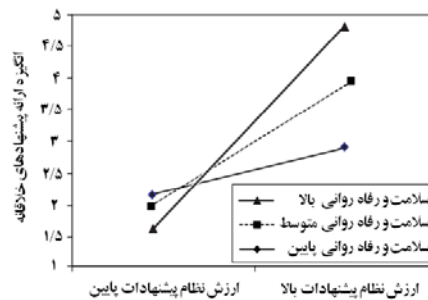 ۵
۴/۵
۴
۳/۵
۳
۲/۵
۲
۱/۵
۱
انگیزه ارائه پیشنهادهای خلاقانه
سلامت و رفاه روانی بالا
سلامت و رفاه روانی متوسط
سلامت و رفاه روانی پایین
ارزش نظام پیشنهادات بالا
ارزش نظام پیشنهادات پایین